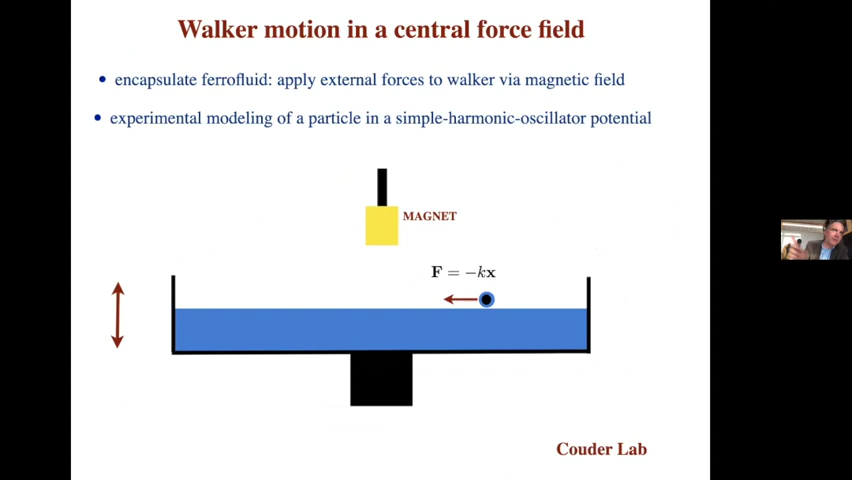 Walker motion in a central force field
• encapsulate ferrofluid: apply external forces to walker via magnetic field
• experimental modeling of a particle in a simple-harmonic-oscillator potential
MAGNET
F = −kx
Couder Lab